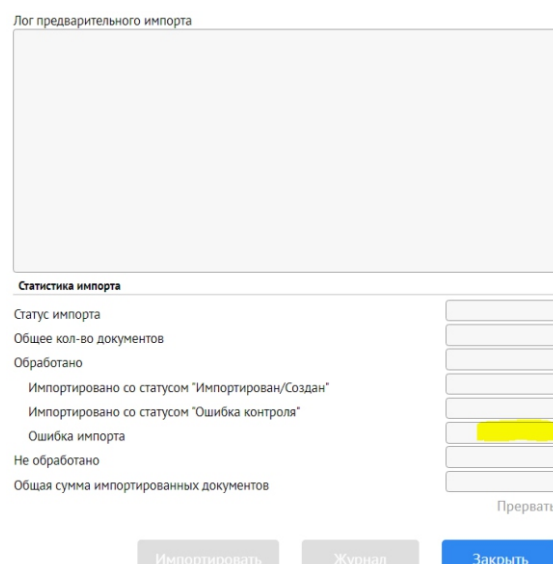 Лог предварительного импорта
Статистика импорта
Статус импорта
Общее кол-во документов
Обработано
Импортировано со статусом "Импортирован/Создан"
Импортировано со статусом "Ошибка контроля"
Ошибка импорта
Не обработано
Общая сумма импортированных документов
Прервать
Импортировать Журнал Закрыть